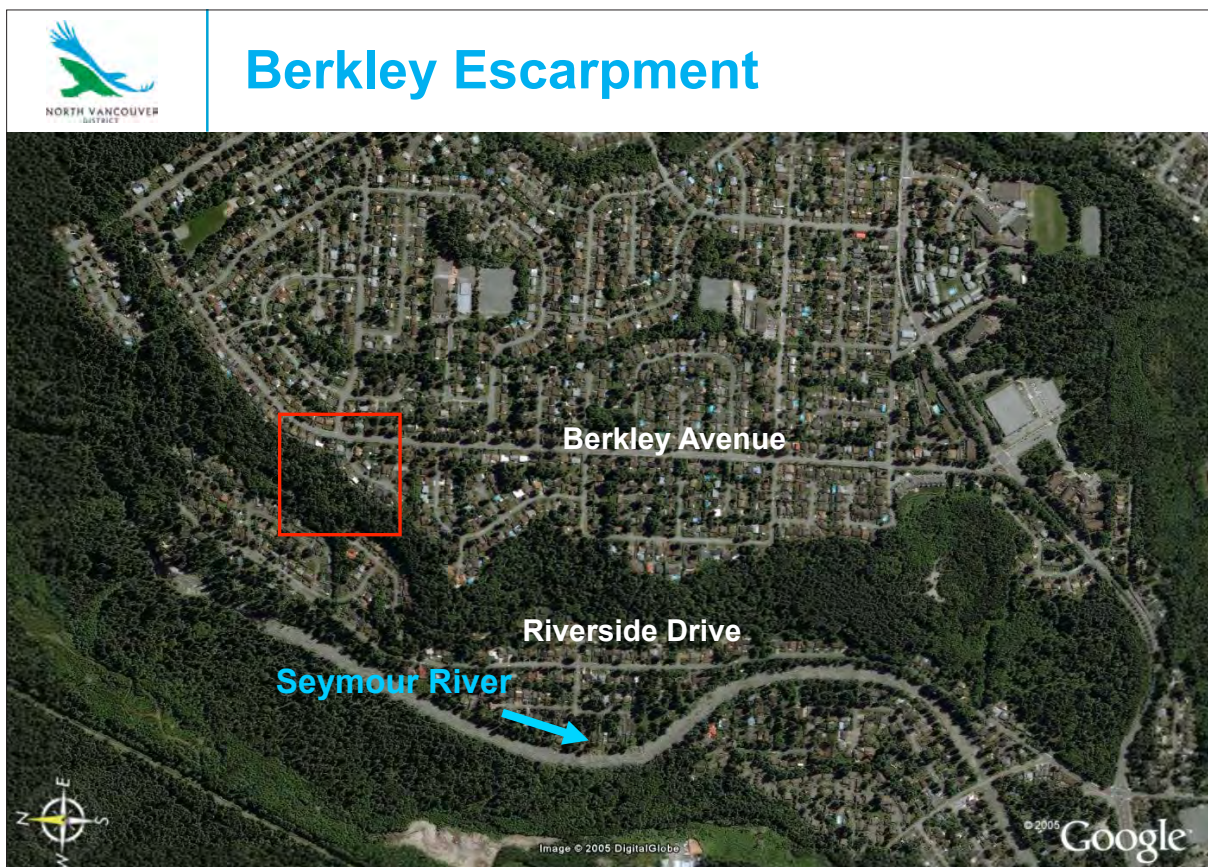 NORTH VANCOUVER
DISTRICT
Berkley Escarpment
Berkley Avenue
Riverside Drive
Seymour River
N
E
S
W
Image © 2005 DigitalGlobe
© 2005 Google